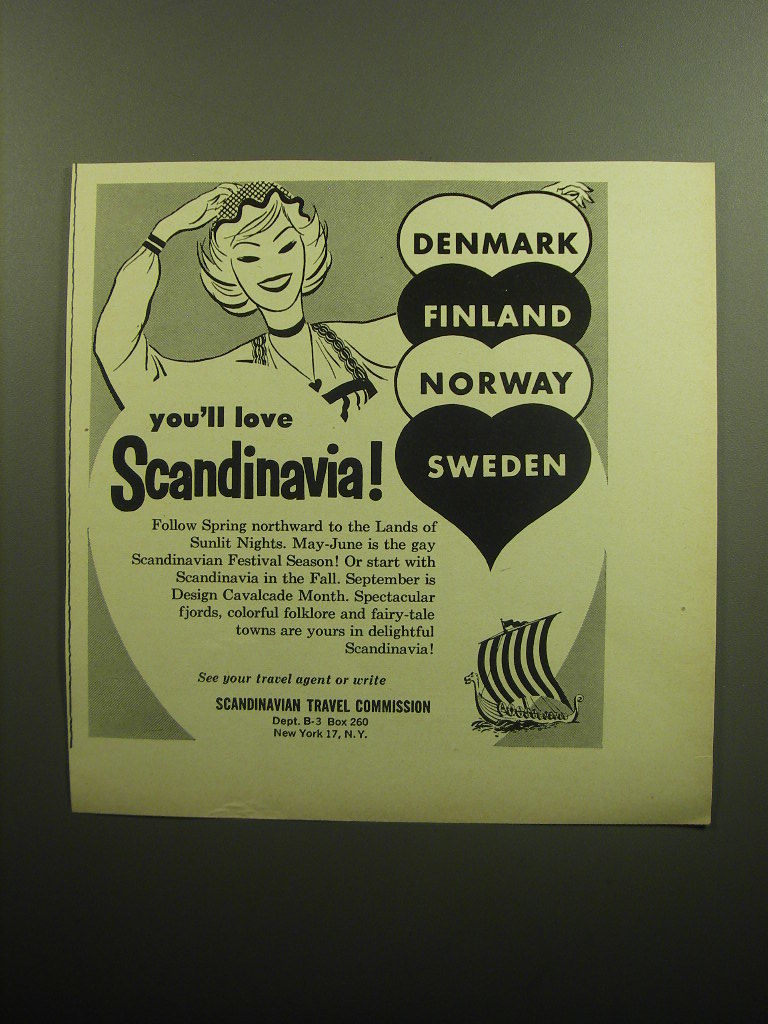 DENMARK
FINLAND
NORWAY
SWEDEN
you'll love
Scandinavia!
Follow Spring northward to the Lands of
Sunlit Nights. May-June is the gay
Scandinavian Festival Season! Or start with
Scandinavia in the Fall. September is
Design Cavalcade Month. Spectacular
fjords, colorful folklore and fairy-tale
towns are yours in delightful
Scandinavia!
See your travel agent or write
SCANDINAVIAN TRAVEL COMMISSION
Dept. B-3 Box 260
New York 17, N.Y.